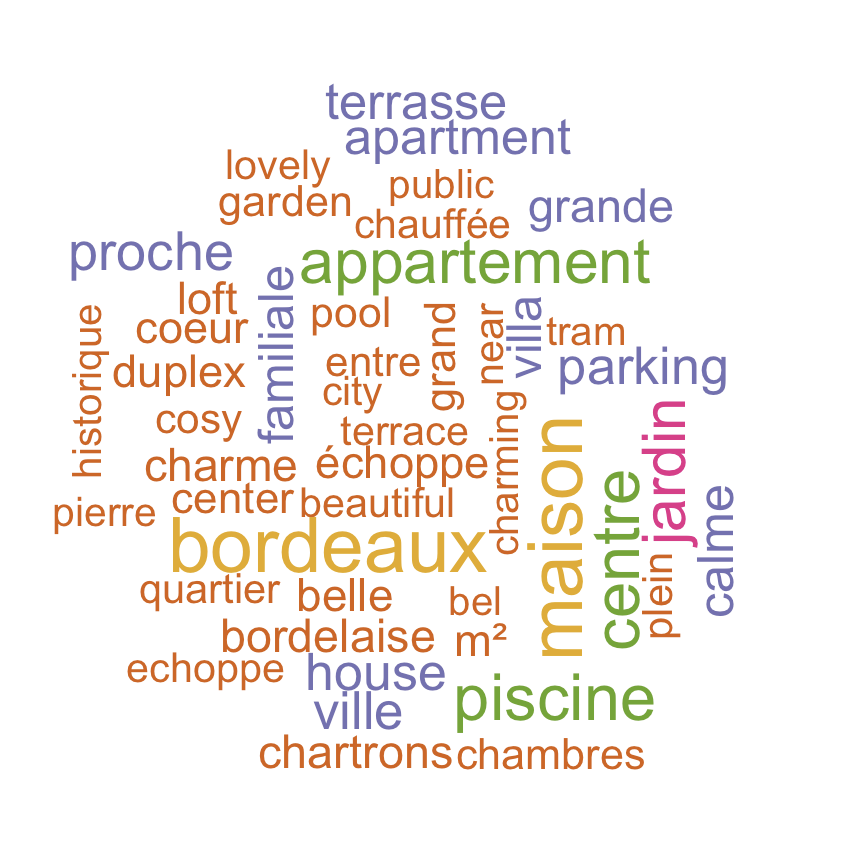 terrasse
apartment
lovely
public
garden
grande
chauffée
proche
appartement
familiale
loft
pool
grand
near
villa
historique
coeur
tram
duplex
entre
parking
city
cosy
terrace
charming
jardin
charme
échoppe
maison
centre
center
beautiful
calme
pierre
bordeaux
plein
quartier
belle
bel
bordelaise
m²
echoppe
house
piscine
ville
chartrons
chambres